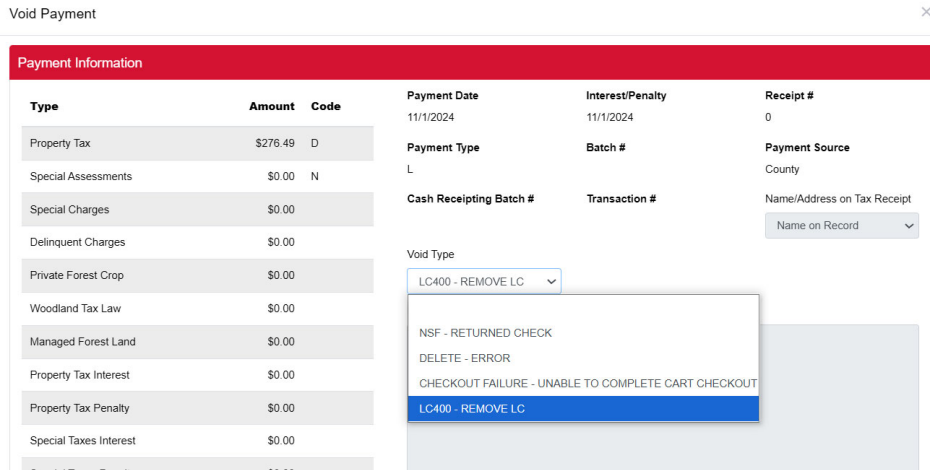 Void Payment
×
Payment Information
Type Amount Code
Property Tax $276.49 D
Special Assessments $0.00 N
Special Charges $0.00
Delinquent Charges $0.00
Private Forest Crop $0.00
Woodland Tax Law $0.00
Managed Forest Land $0.00
Property Tax Interest $0.00
Property Tax Penalty $0.00
Special Taxes Interest $0.00
Payment Date Interest/Penalty Receipt #
11/1/2024 11/1/2024 0
Payment Type Batch # Payment Source
L County
Cash Receipting Batch # Transaction # Name/Address on Tax Receipt
Name on Record
Void Type
LC400 - REMOVE LC
NSF - RETURNED CHECK
DELETE - ERROR
CHECKOUT FAILURE - UNABLE TO COMPLETE CART CHECKOUT
LC400 - REMOVE LC